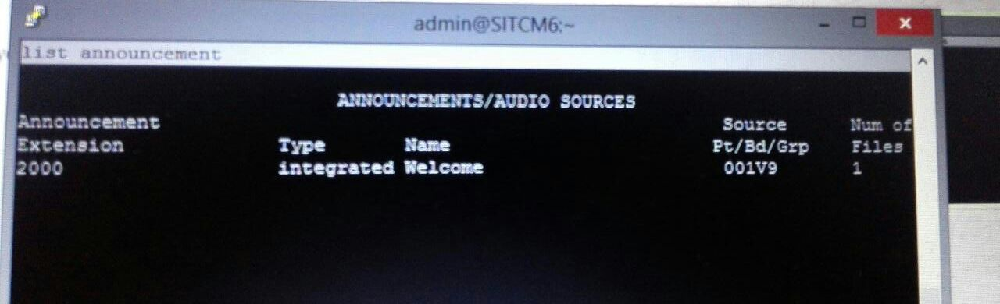 admin@SITCM6:~
list announcement
ANNOUNCEMENTS/AUDIO SOURCES
Announcement Source Num of
Extension Type Name Pt/Bd/Grp Files
2000 integrated Welcome 001V9 1